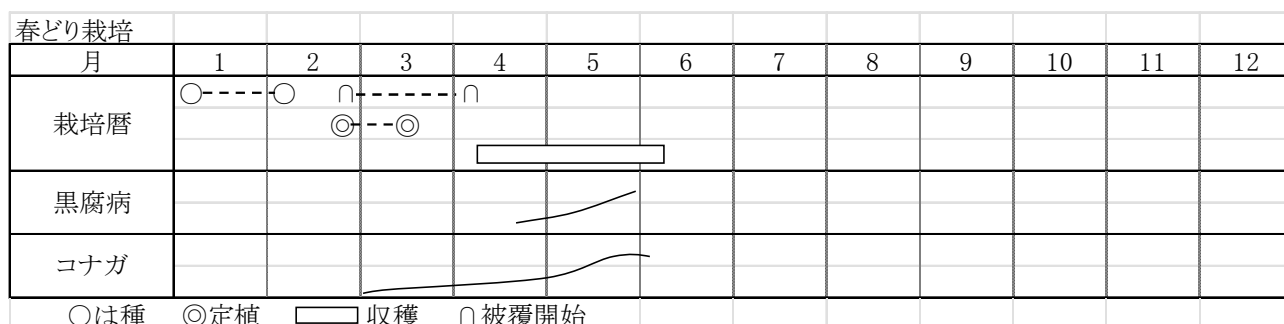 春どり栽培
月 1 2 3 4 5 6 7 8 9 10 11 12
栽培暦
黒腐病
コナガ
○は種 ◎定植 収穫 ∩被覆開始